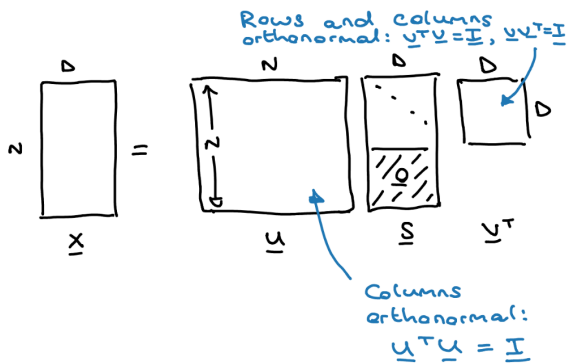 Rows and columns
orthonormal: V^T V = I, V V^T = I
D
N
=
X
N
N
U
D
0
S
D
D
V^T
Columns
orthonormal:
U^T U = I